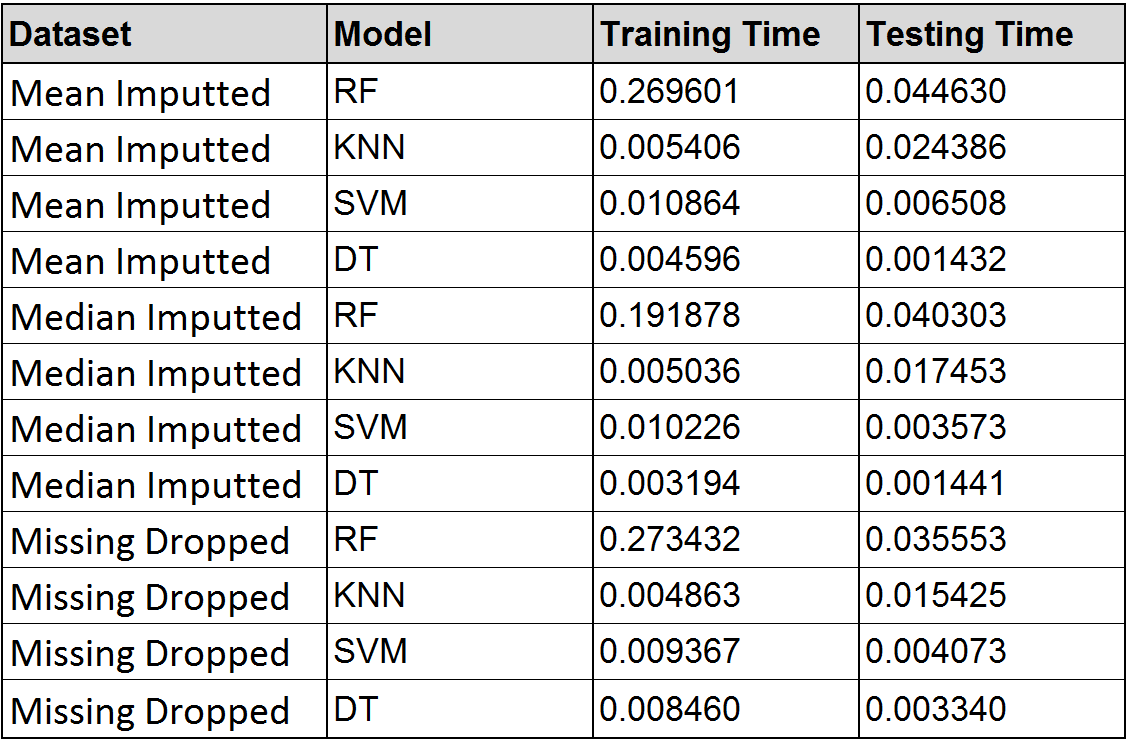 Dataset Model Training Time Testing Time
Mean Imputted RF 0.269601 0.044630
Mean Imputted KNN 0.005406 0.024386
Mean Imputted SVM 0.010864 0.006508
Mean Imputted DT 0.004596 0.001432
Median Imputted RF 0.191878 0.040303
Median Imputted KNN 0.005036 0.017453
Median Imputted SVM 0.010226 0.003573
Median Imputted DT 0.003194 0.001441
Missing Dropped RF 0.273432 0.035553
Missing Dropped KNN 0.004863 0.015425
Missing Dropped SVM 0.009367 0.004073
Missing Dropped DT 0.008460 0.003340